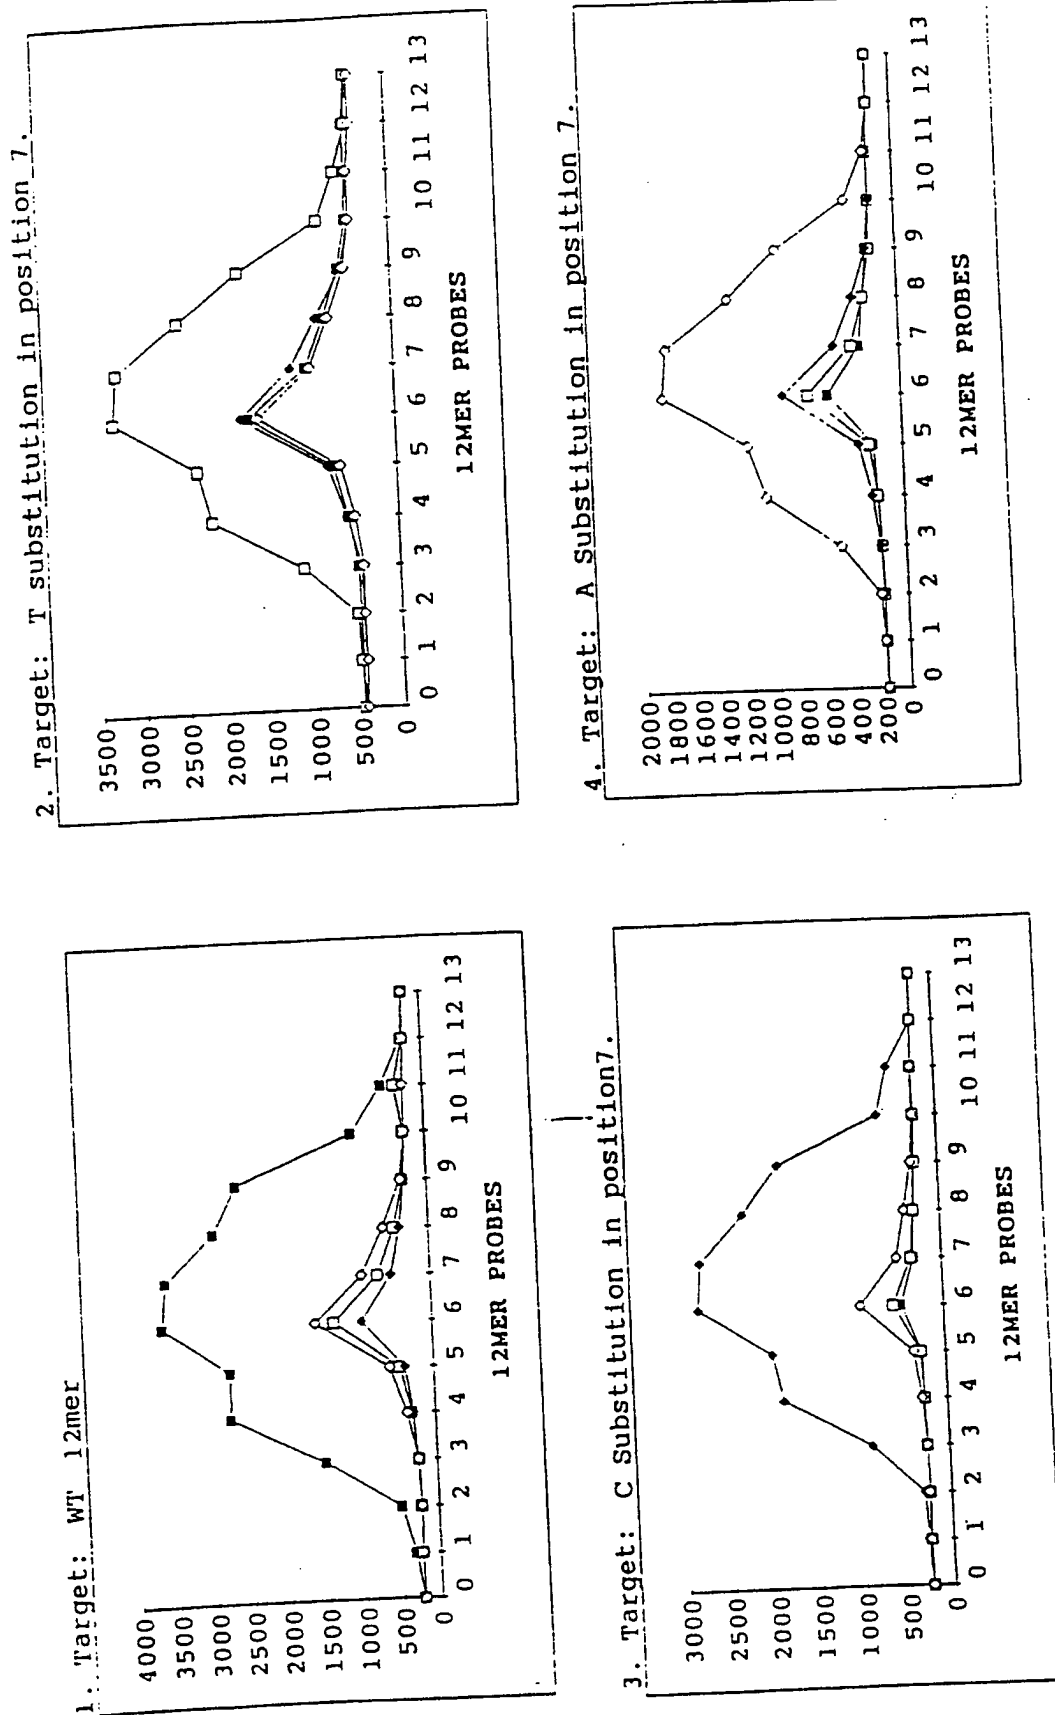 1. Target: WT 12mer
4000
3500
3000
2500
2000
1500
1000
500
0
0 1 2 3 4 5 6 7 8 9 10 11 12 13
12MER PROBES
2. Target: T substitution in position 7.
3500
3000
2500
2000
1500
1000
500
0
0 1 2 3 4 5 6 7 8 9 10 11 12 13
12MER PROBES
3. Target: C Substitution in position7.
3000
2500
2000
1500
1000
500
0
0 1 2 3 4 5 6 7 8 9 10 11 12 13
12MER PROBES
4. Target: A Substitution in position 7.
2000
1800
1600
1400
1200
1000
800
600
400
200
0
0 1 2 3 4 5 6 7 8 9 10 11 12 13
12MER PROBES